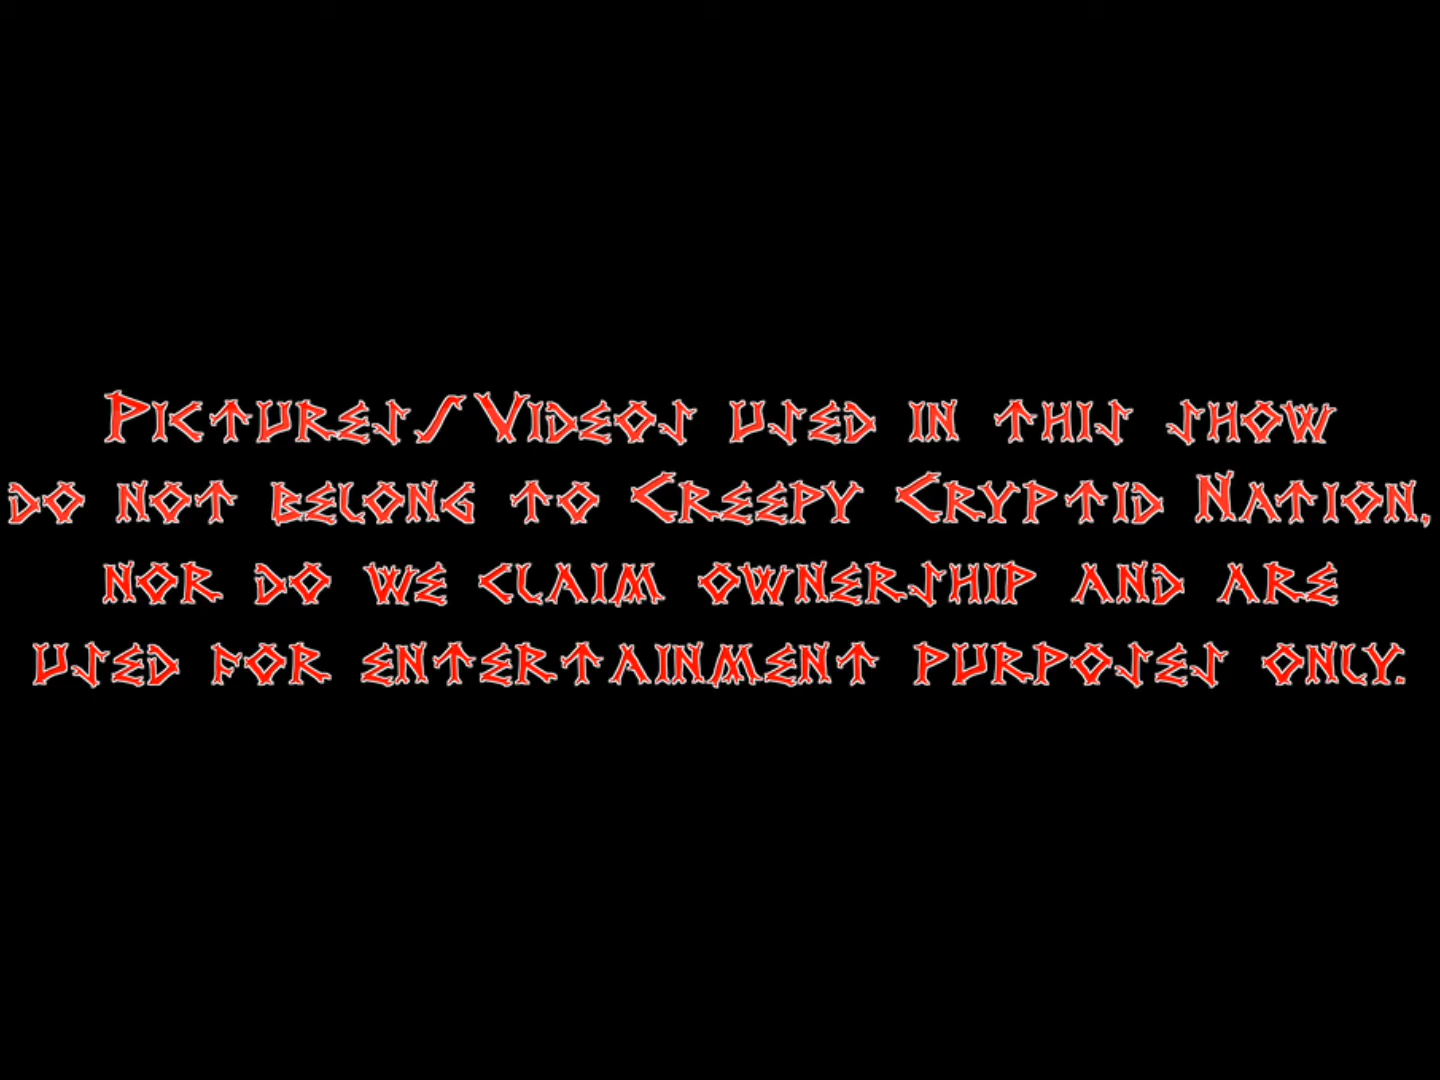 Pictures/Videos used in this show
do not belong to Creepy Cryptid Nation,
nor do we claim ownership and are
used for entertainment purposes only.